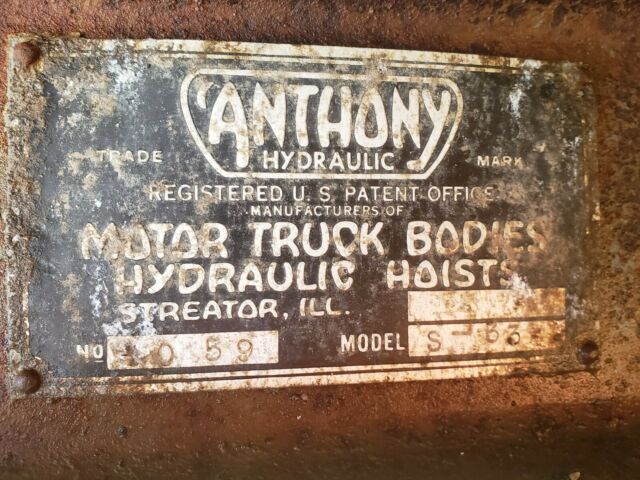 ANTHONY
HYDRAULIC
TRADE MARK
REGISTERED U.S. PATENT OFFICE
MANUFACTURERS OF
MOTOR TRUCK BODIES
HYDRAULIC HOISTS
STREATOR, ILL.
NO MODEL